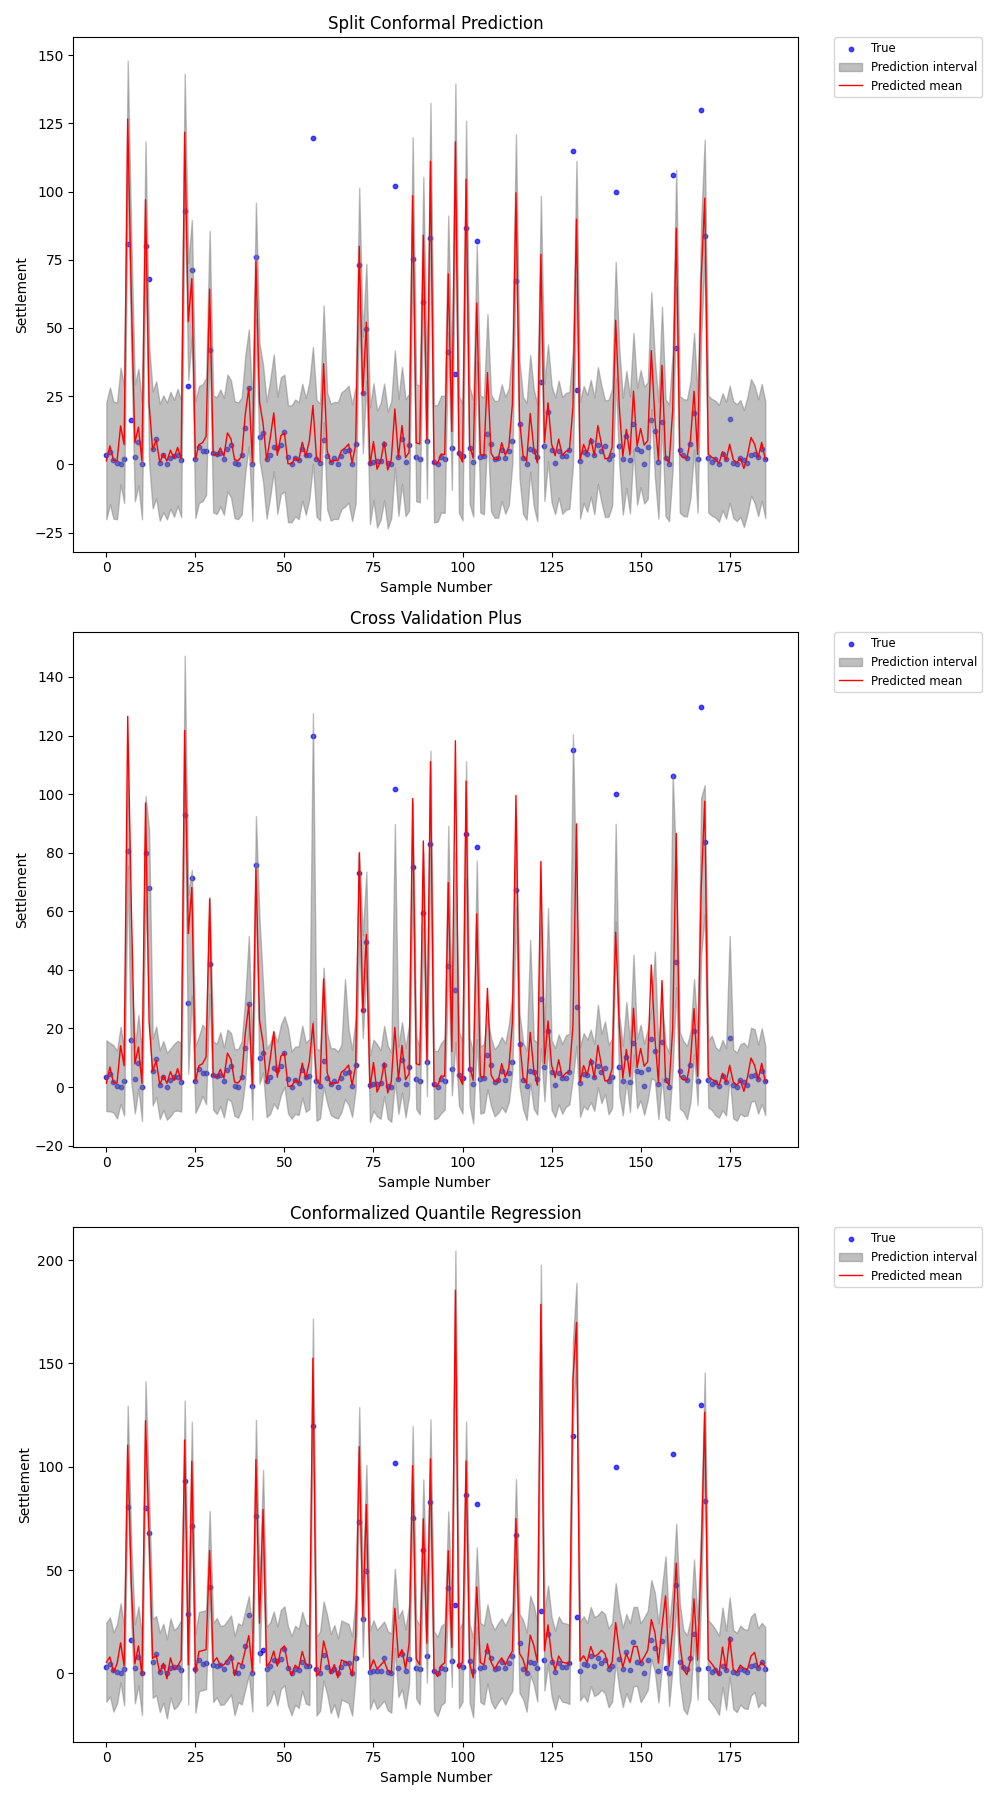 Split Conformal Prediction
150
125
100
75
50
25
0
−25
Settlement
0 25 50 75 100 125 150 175
Sample Number
True
Prediction interval
Predicted mean
Cross Validation Plus
140
120
100
80
60
40
20
0
−20
Settlement
0 25 50 75 100 125 150 175
Sample Number
True
Prediction interval
Predicted mean
Conformalized Quantile Regression
200
150
100
50
0
Settlement
0 25 50 75 100 125 150 175
Sample Number
True
Prediction interval
Predicted mean